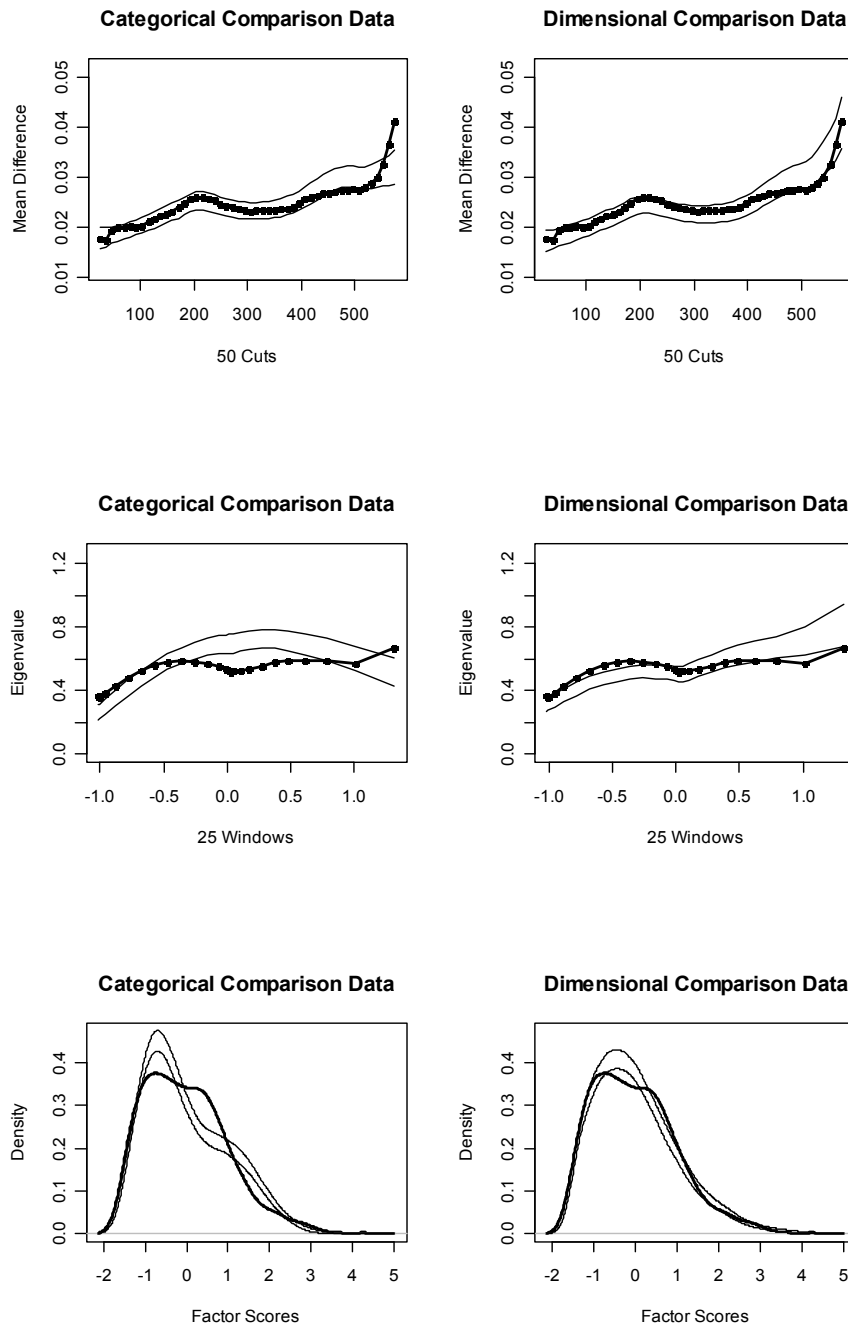 Categorical Comparison Data
Dimensional Comparison Data
Mean Difference
0.01 0.02 0.03 0.04 0.05
100 200 300 400 500
50 Cuts
Mean Difference
0.01 0.02 0.03 0.04 0.05
100 200 300 400 500
50 Cuts
Categorical Comparison Data
Dimensional Comparison Data
Eigenvalue
0.0 0.4 0.8 1.2
-1.0 -0.5 0.0 0.5 1.0
25 Windows
Eigenvalue
0.0 0.4 0.8 1.2
-1.0 -0.5 0.0 0.5 1.0
25 Windows
Categorical Comparison Data
Dimensional Comparison Data
Density
0.0 0.1 0.2 0.3 0.4
-2 -1 0 1 2 3 4 5
Factor Scores
Density
0.0 0.1 0.2 0.3 0.4
-2 -1 0 1 2 3 4 5
Factor Scores